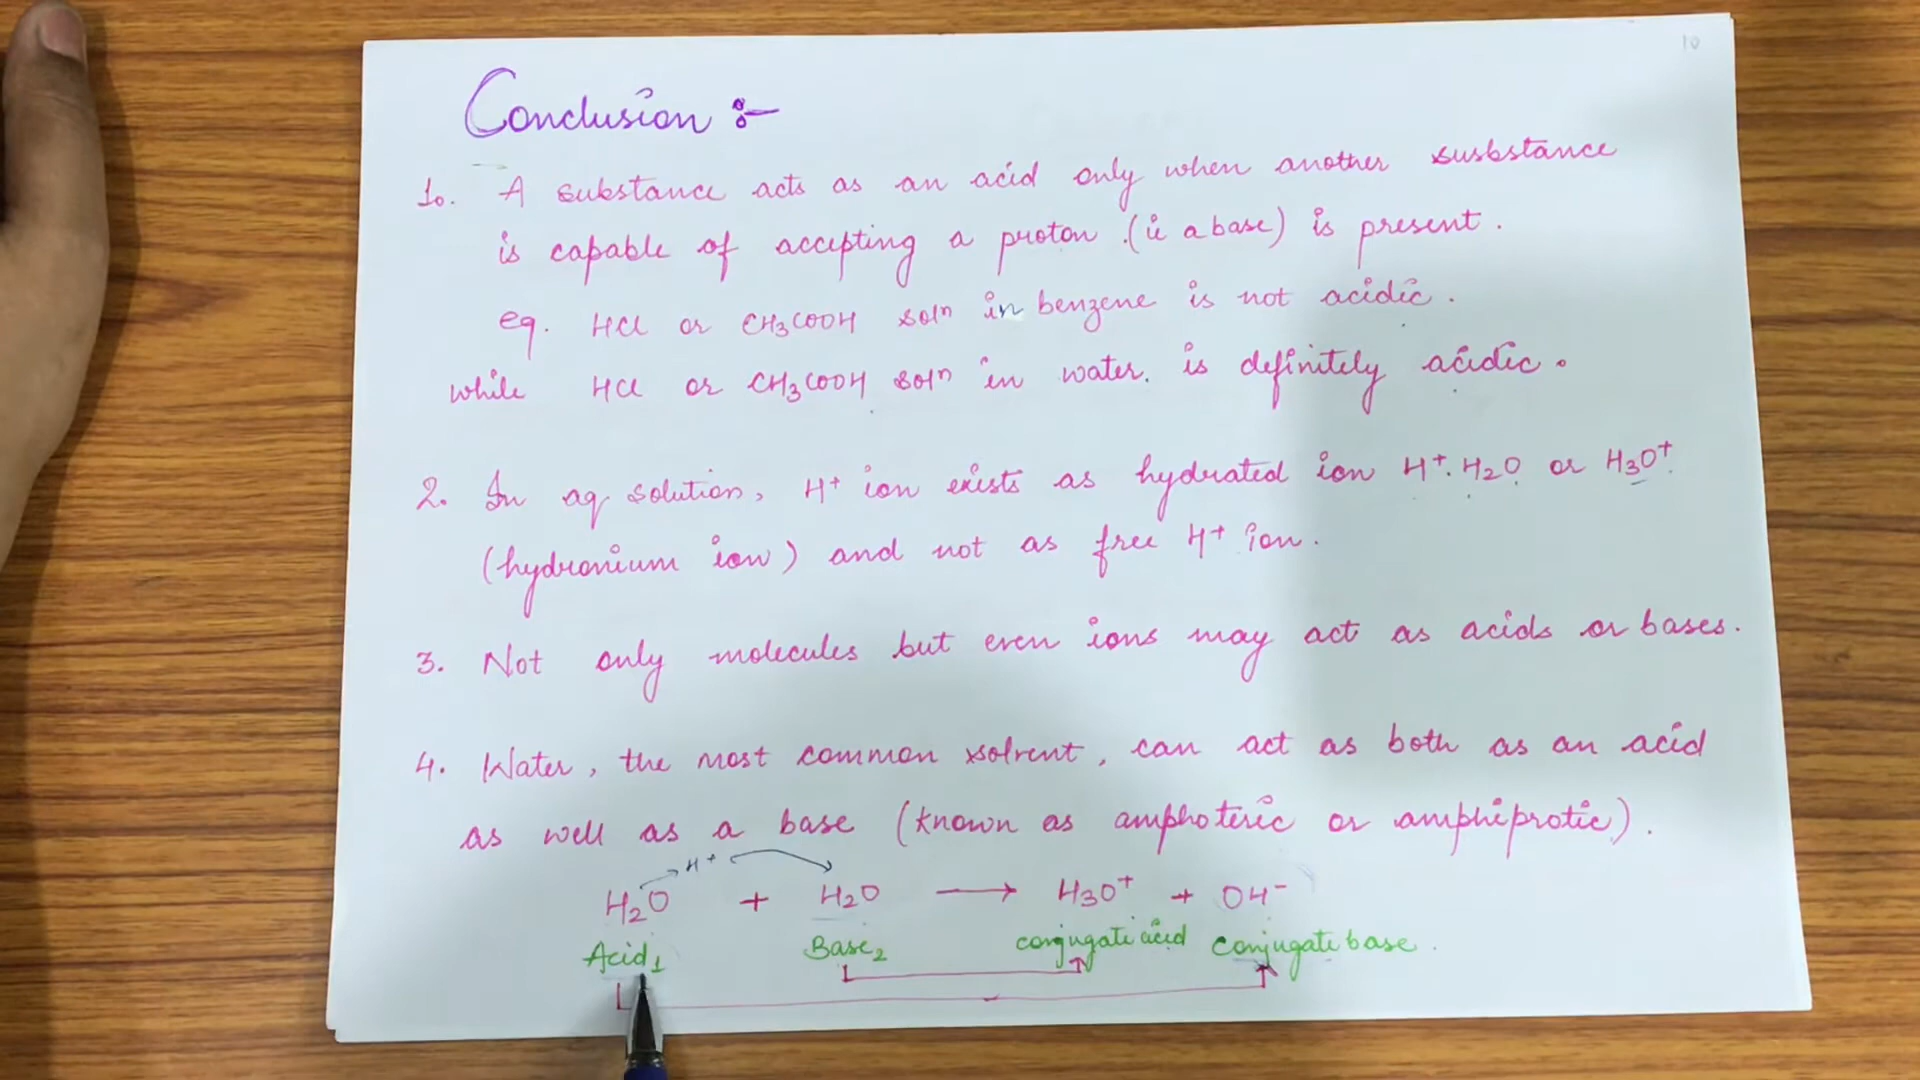 10
Conclusion :-
1. A substance acts as an acid only when another susbstance
is capable of accepting a proton. (ie a base) is present.
eg. HCl or CH3COOH soln in benzene is not acidic.
while HCl or CH3COOH soln in water. is definitely acidic.
2. In aq solution, H+ ion exists as hydrated ion H+. H2O or H3O+
(hydronium ion) and not as free H+ ion.
3. Not only molecules but even ions may act as acids or bases.
4. Water, the most common solvent, can act as both as an acid
as well as a base (known as amphoteric or amphiprotic).
H+
H2O + H2O ⟶ H3O+ + OH-
Acid1 Base2 conjugate acid conjugate base.